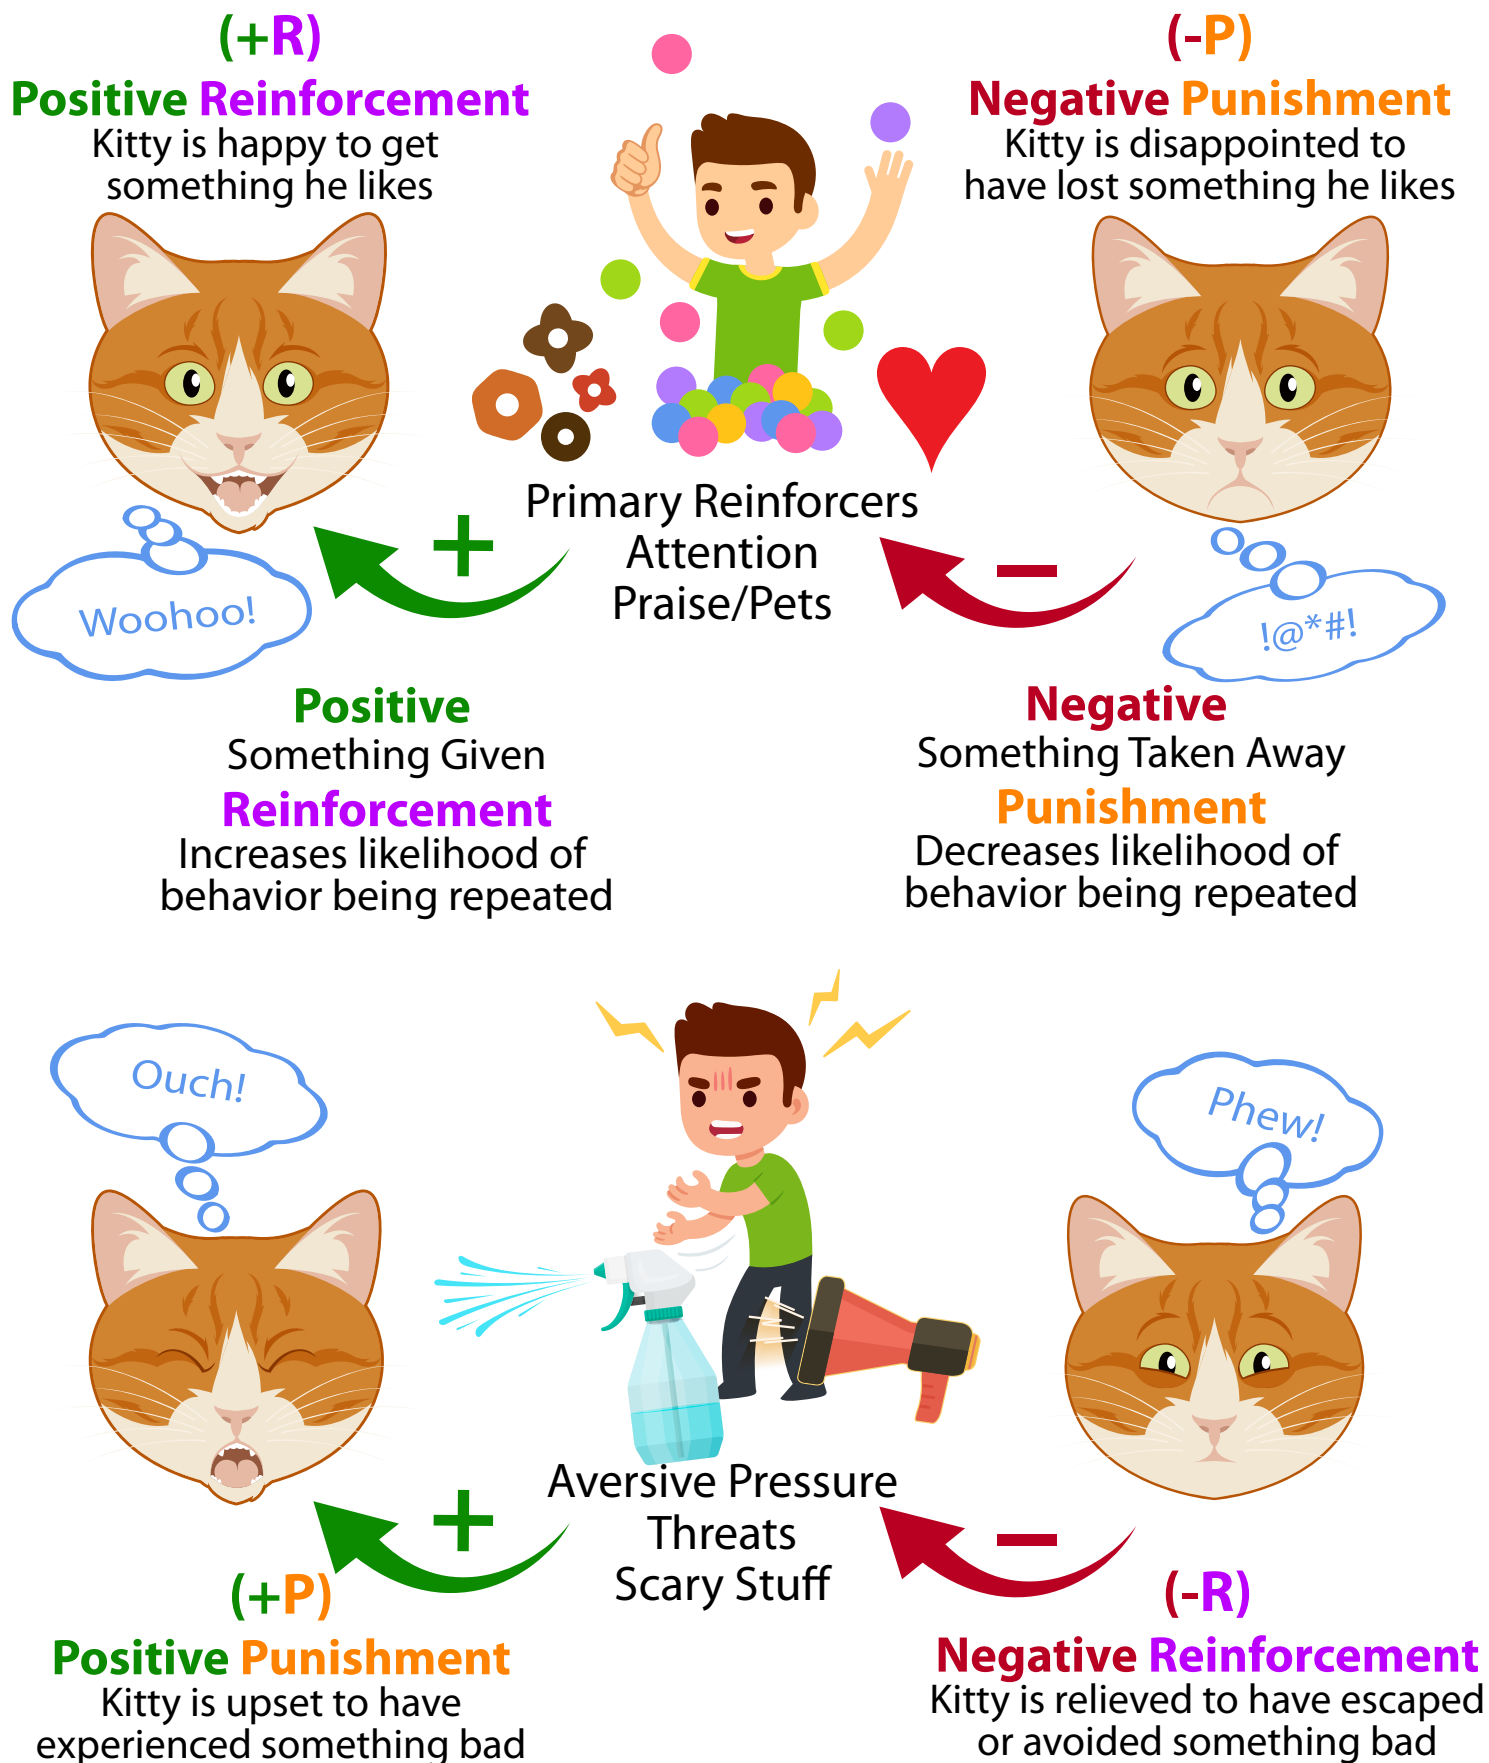 (+R)
Positive Reinforcement
Kitty is happy to get
something he likes
(-P)
Negative Punishment
Kitty is disappointed to
have lost something he likes
Primary Reinforcers
Attention
Praise/Pets
+
−
Woohoo!
!@*#!
Positive
Something Given
Reinforcement
Increases likelihood of
behavior being repeated
Negative
Something Taken Away
Punishment
Decreases likelihood of
behavior being repeated
Ouch!
Phew!
Aversive Pressure
Threats
Scary Stuff
+
−
(+P)
Positive Punishment
Kitty is upset to have
experienced something bad
(-R)
Negative Reinforcement
Kitty is relieved to have escaped
or avoided something bad